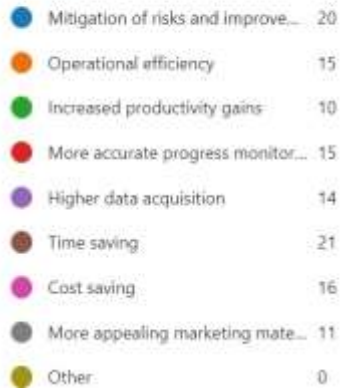 Mitigation of risks and improve... 20
Operational efficiency 15
Increased productivity gains 10
More accurate progress monitor... 15
Higher data acquisition 14
Time saving 21
Cost saving 16
More appealing marketing mate... 11
Other 0